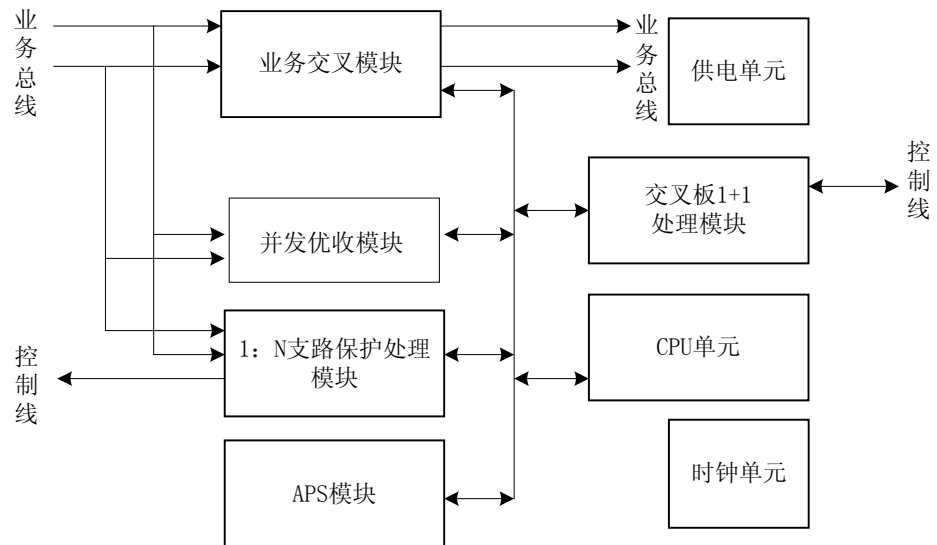 业务总线
业务交叉模块
业务总线
供电单元
控制线
交叉板1+1
处理模块
并发优收模块
控制线
1：N支路保护处理
模块
CPU单元
APS模块
时钟单元